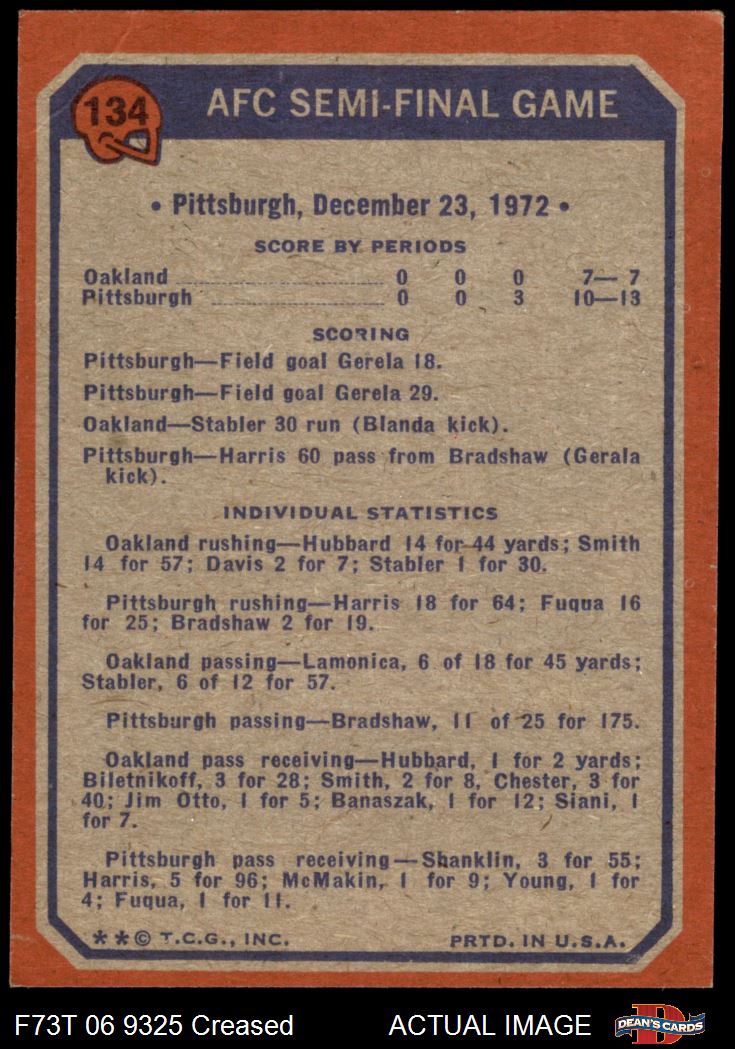 134
AFC SEMI-FINAL GAME
• Pittsburgh, December 23, 1972 •
SCORE BY PERIODS
Oakland 0 0 0 7— 7
Pittsburgh 0 0 3 10—13
SCORING
Pittsburgh—Field goal Gerela 18.
Pittsburgh—Field goal Gerela 29.
Oakland—Stabler 30 run (Blanda kick).
Pittsburgh—Harris 60 pass from Bradshaw (Gerala
kick).
INDIVIDUAL STATISTICS
Oakland rushing—Hubbard 14 for 44 yards; Smith
14 for 57; Davis 2 for 7; Stabler 1 for 30.
Pittsburgh rushing—Harris 18 for 64; Fuqua 16
for 25; Bradshaw 2 for 19.
Oakland passing—Lamonica, 6 of 18 for 45 yards;
Stabler, 6 of 12 for 57.
Pittsburgh passing—Bradshaw, 11 of 25 for 175.
Oakland pass receiving—Hubbard, 1 for 2 yards;
Biletnikoff, 3 for 28; Smith, 2 for 8, Chester, 3 for
40; Jim Otto, 1 for 5; Banaszak, 1 for 12; Siani, 1
for 7.
Pittsburgh pass receiving—Shanklin, 3 for 55;
Harris, 5 for 96; McMakin, 1 for 9; Young, 1 for
4; Fuqua, 1 for 11.
**© T.C.G., INC. PRTD. IN U.S.A.
F73T 06 9325 Creased ACTUAL IMAGE
D
DEAN'S CARDS